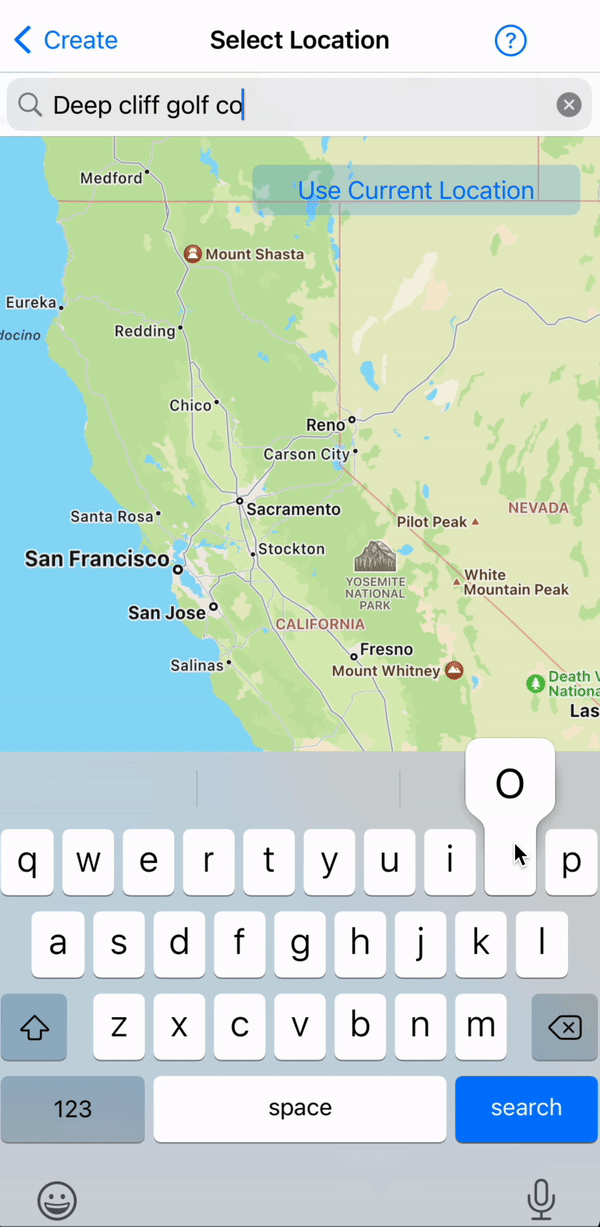 Create
Select Location
?
Deep cliff golf co
Medford
Use Current Location
Mount Shasta
Eureka
docino
Redding
Chico
Reno
Carson City
Sacramento
Santa Rosa
NEVADA
Pilot Peak
San Francisco
Stockton
YOSEMITE
NATIONAL
PARK
White
Mountain Peak
San Jose
CALIFORNIA
Fresno
Salinas
Mount Whitney
Death V
Nationa
Las
O
q w e r t y u i p
a s d f g h j k l
z x c v b n m
123 space search